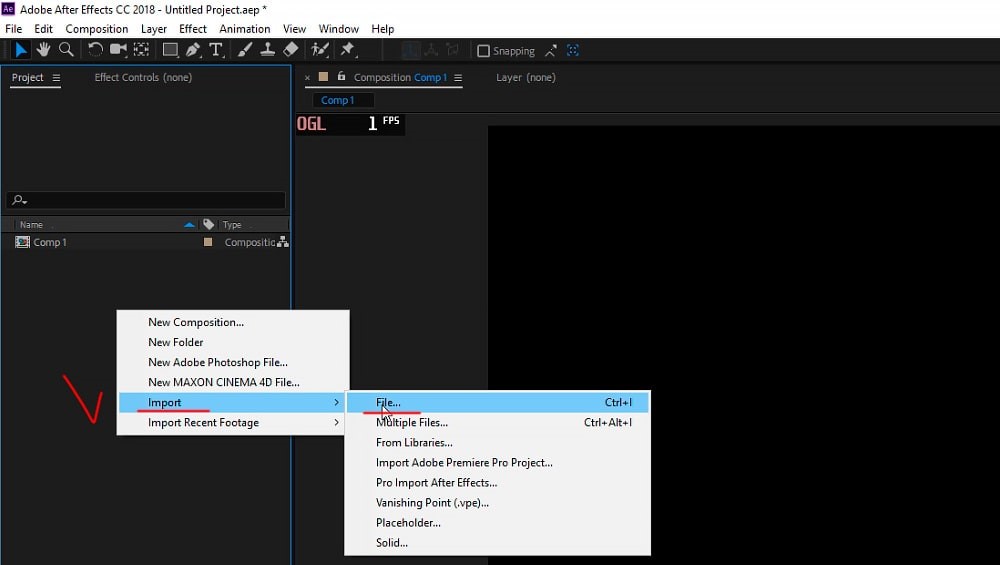 Ae Adobe After Effects CC 2018 - Untitled Project.aep *
File Edit Composition Layer Effect Animation Window Help
T Snapping
Project Effect Controls (none) × Composition Comp 1 Layer (none)
Comp 1
OGL 1 FPS
Name Type
Comp 1 Compositic
New Composition...
New Folder
New Adobe Photoshop File...
New MAXON CINEMA 4D File...
Import >
Import Recent Footage >
File... Ctrl+I
Multiple Files... Ctrl+Alt+I
From Libraries...
Import Adobe Premiere Pro Project...
Pro Import After Effects...
Vanishing Point (.vpe)...
Placeholder...
Solid...